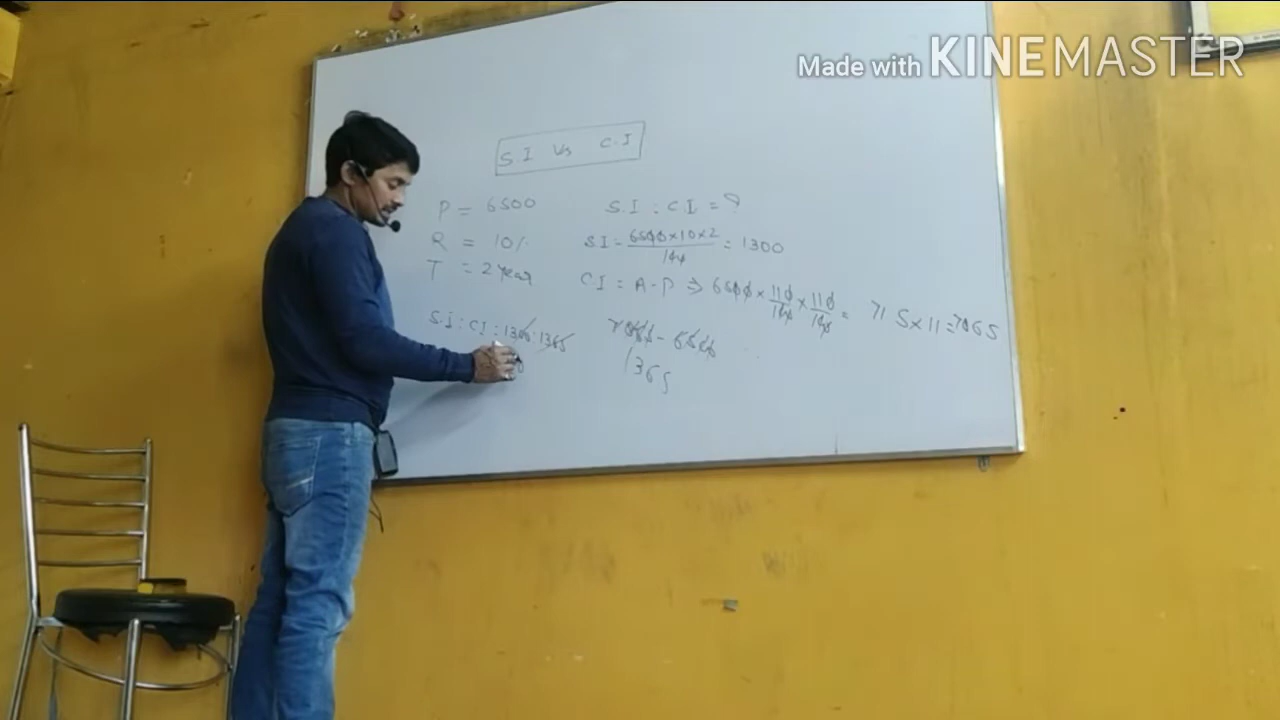 Made with KINEMASTER
S.I Vs C.I
P = 6500
R = 10%
T = 2 year
S.I : C.I = ?
SI = 6500×10×2/100 = 1300
C.I = A-P ⇒ 6500 × 110/100 × 110/100 = 715×11=7865
S.I : CI : 1300 : 1365
- 6500
1365